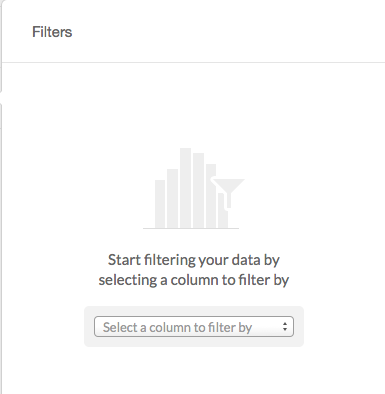 Filters
Start filtering your data by
selecting a column to filter by
Select a column to filter by